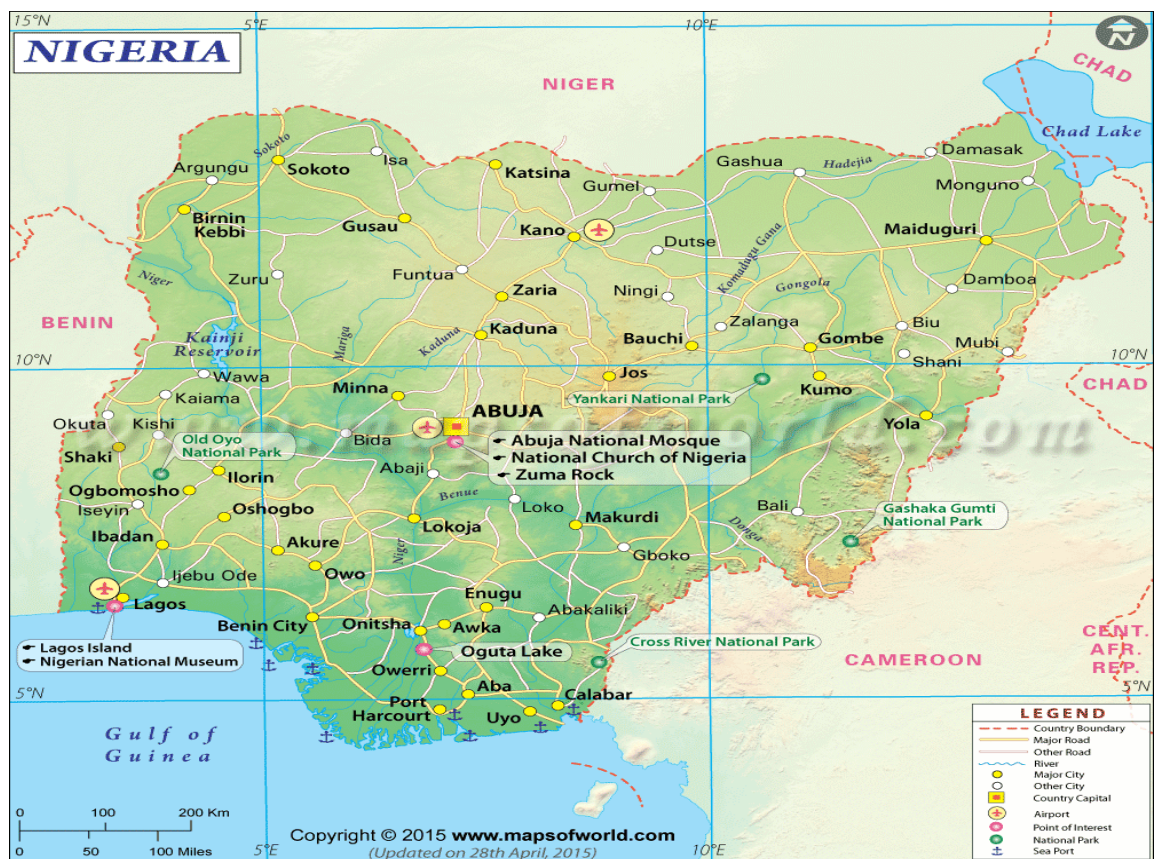 15°N
5°E
10°E
N
NIGERIA
CHAD
NIGER
Chad Lake
Sokoto
Isa
Argungu
Sokoto
Katsina
Gumel
Gashua
Hadejia
Damasak
Monguno
Birnin
Kebbi
Gusau
Kano
Dutse
Komadugu Gana
Maiduguri
Niger
Zuru
Funtua
Zaria
Ningi
Gongola
Damboa
BENIN
Kainji
Reservoir
Mariga
Kaduna
Kaduna
Bauchi
Zalanga
Gombe
Biu
Shani
Mubi
10°N
10°N
Wawa
Minna
Jos
Kumo
CHAD
Kaiama
Yankari National Park
Okuta
Kishi
ABUJA
Yola
www.mapsofworld.com
Shaki
Old Oyo
National Park
Bida
Abuja National Mosque
National Church of Nigeria
Zuma Rock
Abaji
Ilorin
Ogbomosho
Iseyin
Benue
Loko
Bali
Gashaka Gumti
National Park
Oshogbo
Lokoja
Makurdi
Donga
Ibadan
Akure
Niger
Gboko
Owo
Ijebu Ode
Lagos
Enugu
Abakaliki
Benin City
Onitsha
Awka
Lagos Island
Nigerian National Museum
Oguta Lake
Cross River National Park
CENT.
AFR.
REP.
CAMEROON
Owerri
5°N
5°N
Aba
Calabar
Port
Harcourt
Uyo
Gulf of
Guinea
LEGEND
Country Boundary
Major Road
Other Road
River
Major City
Other City
Country Capital
Airport
Point of Interest
National Park
Sea Port
0 100 200 Km
0 50 100 Miles
Copyright © 2015 www.mapsofworld.com
(Updated on 28th April, 2015)
5°E
10°E